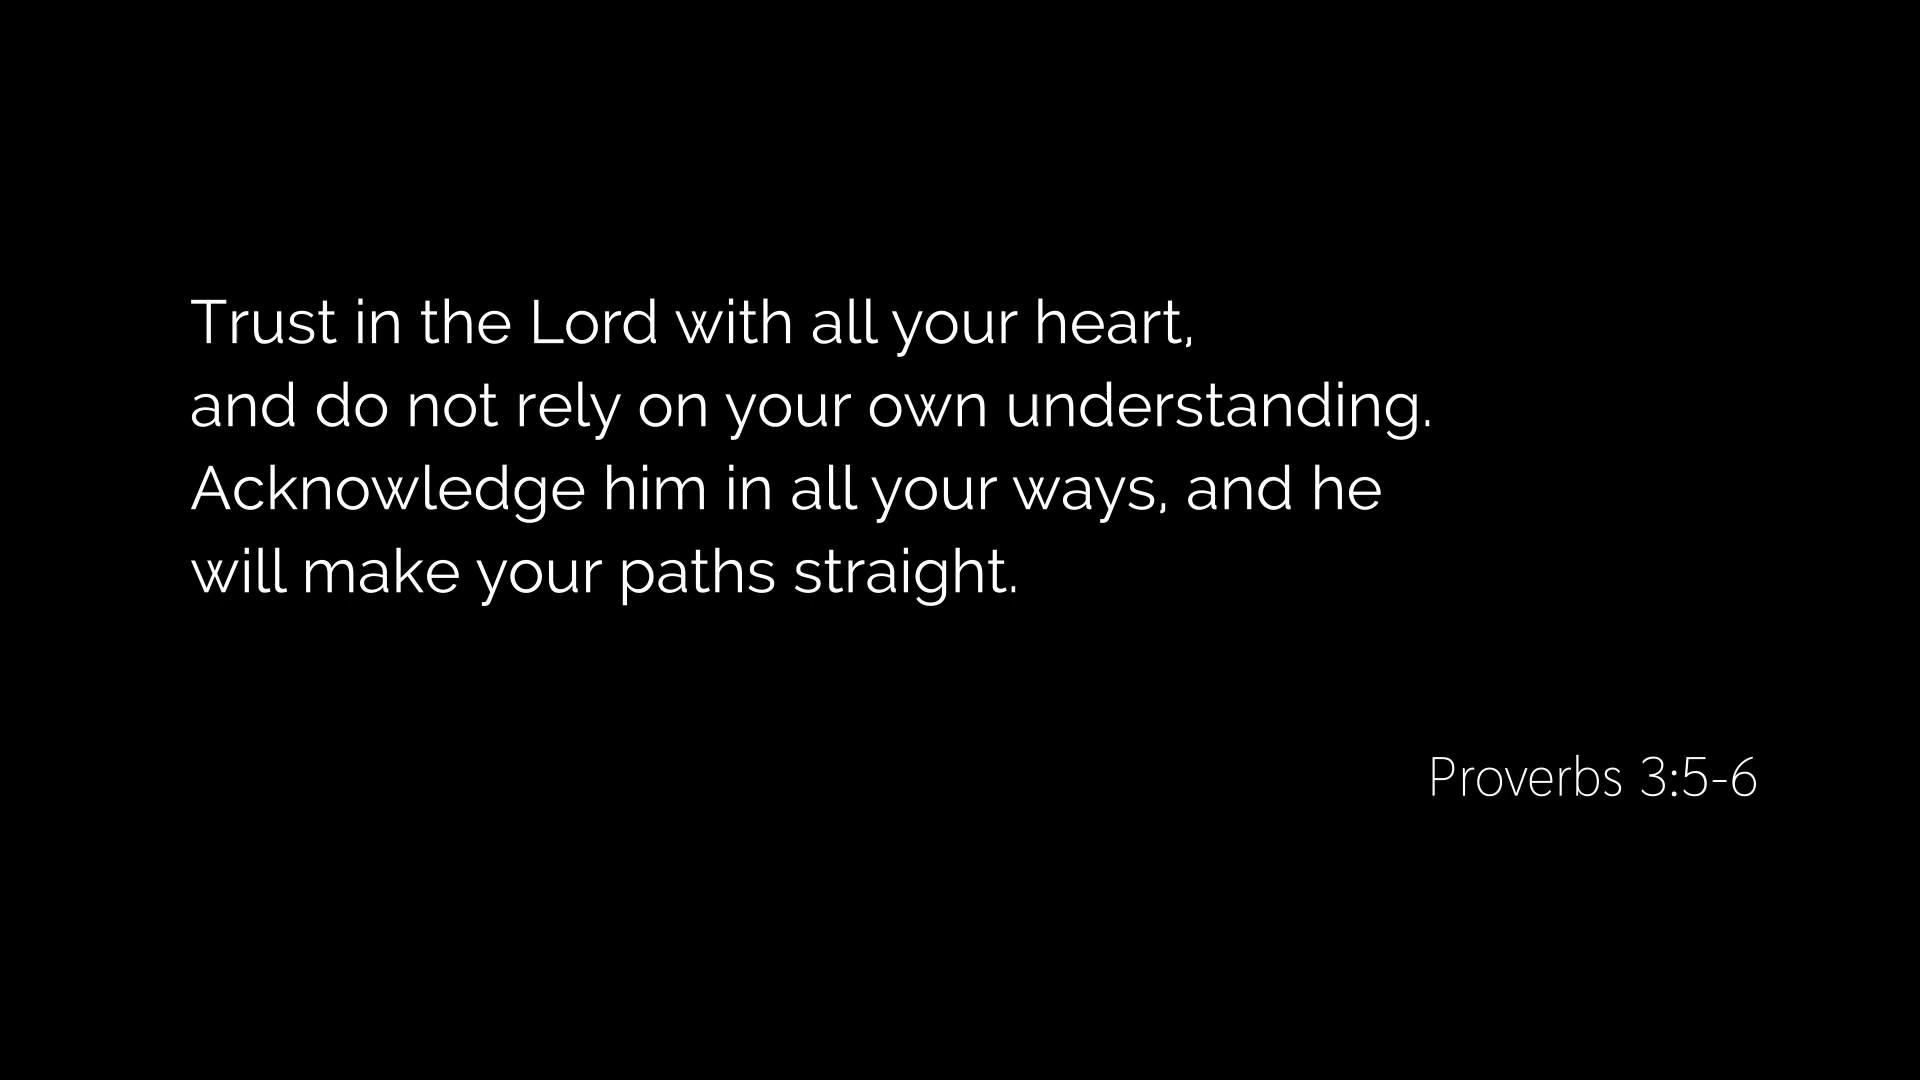 Trust in the Lord with all your heart,
and do not rely on your own understanding.
Acknowledge him in all your ways, and he
will make your paths straight.
Proverbs 3:5-6